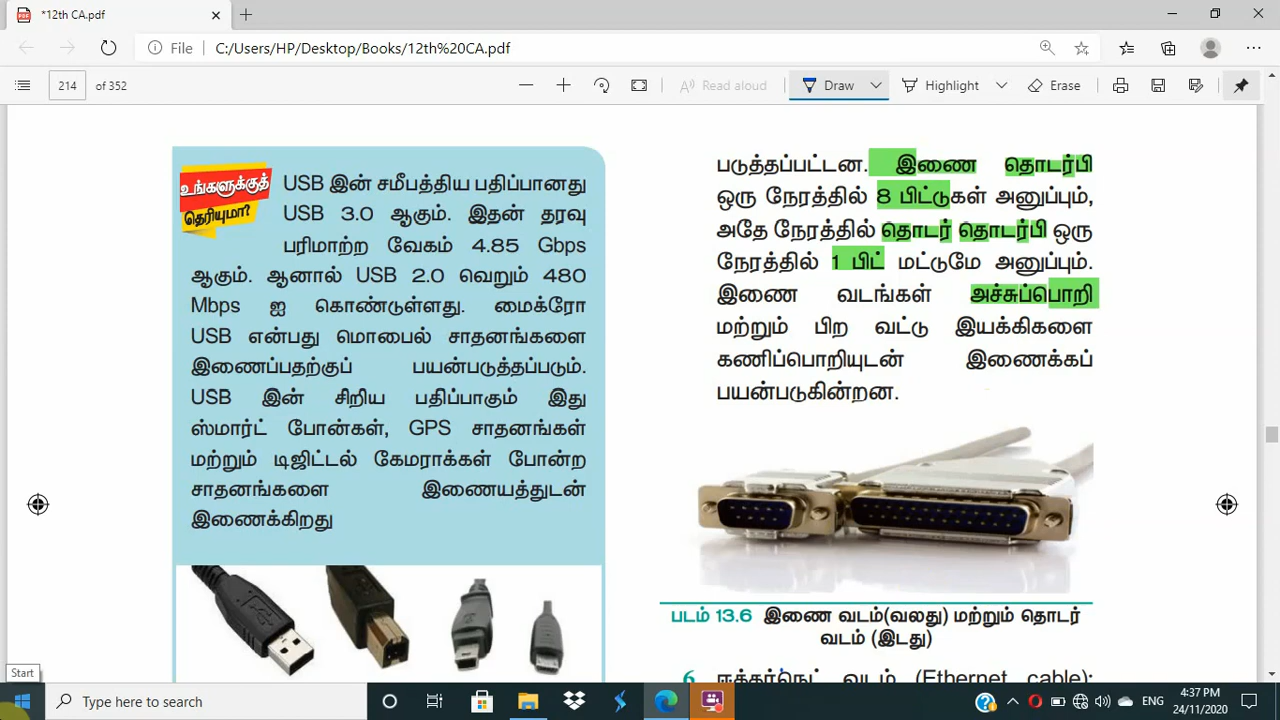 *12th CA.pdf
File
C:/Users/HP/Desktop/Books/12th%20CA.pdf
214 of 352
Read aloud
Draw
Highlight
Erase
உங்களுக்குத்
தெரியுமா?
USB இன் சமீபத்திய பதிப்பானது
USB 3.0 ஆகும். இதன் தரவு
பரிமாற்ற வேகம் 4.85 Gbps
ஆகும். ஆனால் USB 2.0 வெறும் 480
Mbps ஐ கொண்டுள்ளது. மைக்ரோ
USB என்பது மொபைல் சாதனங்களை
இணைப்பதற்குப் பயன்படுத்தப்படும்.
USB இன் சிறிய பதிப்பாகும் இது
ஸ்மார்ட் போன்கள், GPS சாதனங்கள்
மற்றும் டிஜிட்டல் கேமராக்கள் போன்ற
சாதனங்களை இணையத்துடன்
இணைக்கிறது
படுத்தப்பட்டன. இணை தொடர்பி
ஒரு நேரத்தில் 8 பிட்டுகள் அனுப்பும்,
அதே நேரத்தில் தொடர் தொடர்பி ஒரு
நேரத்தில் 1 பிட் மட்டுமே அனுப்பும்.
இணை வடங்கள் அச்சுப்பொறி
மற்றும் பிற வட்டு இயக்கிகளை
கணிப்பொறியுடன் இணைக்கப்
பயன்படுகின்றன.
படம் 13.6 இணை வடம்(வலது) மற்றும் தொடர்
வடம் (இடது)
6 ஈத்தர்நெட் வடம் (Ethernet cable):
Start
Type here to search
ENG
4:37 PM
24/11/2020